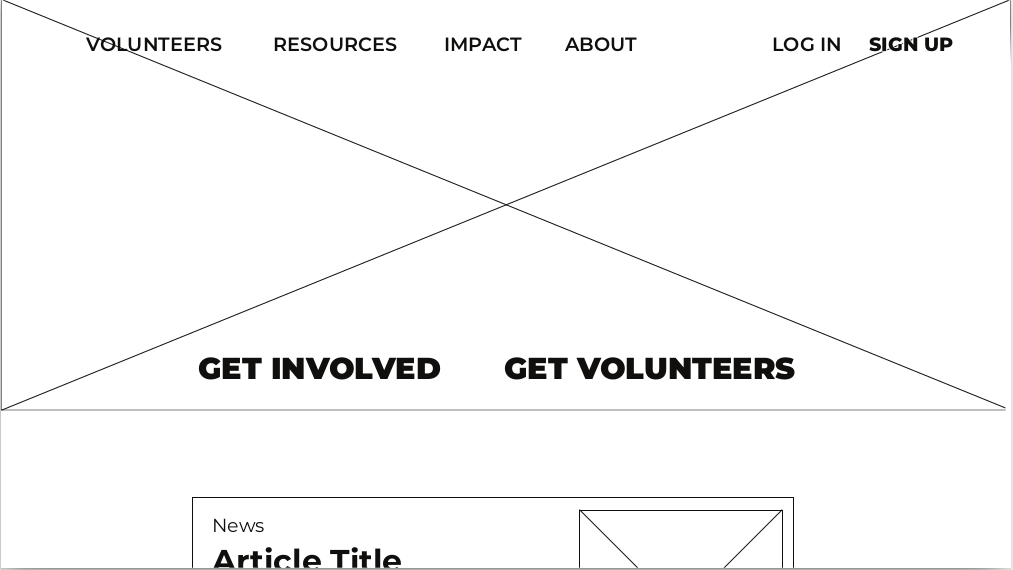 VOLUNTEERS RESOURCES IMPACT ABOUT LOG IN SIGN UP
GET INVOLVED GET VOLUNTEERS
News
Article Title